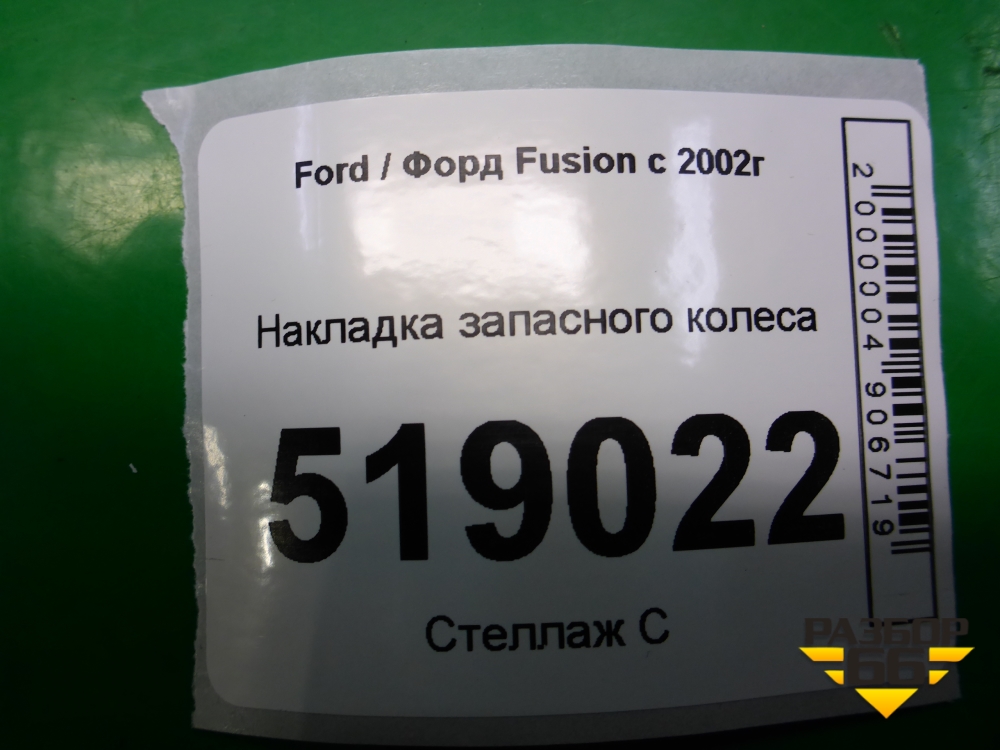 Ford / Форд Fusion с 2002г
Накладка запасного колеса
519022
Стеллаж С
2000004906719
РАЗБОР
66